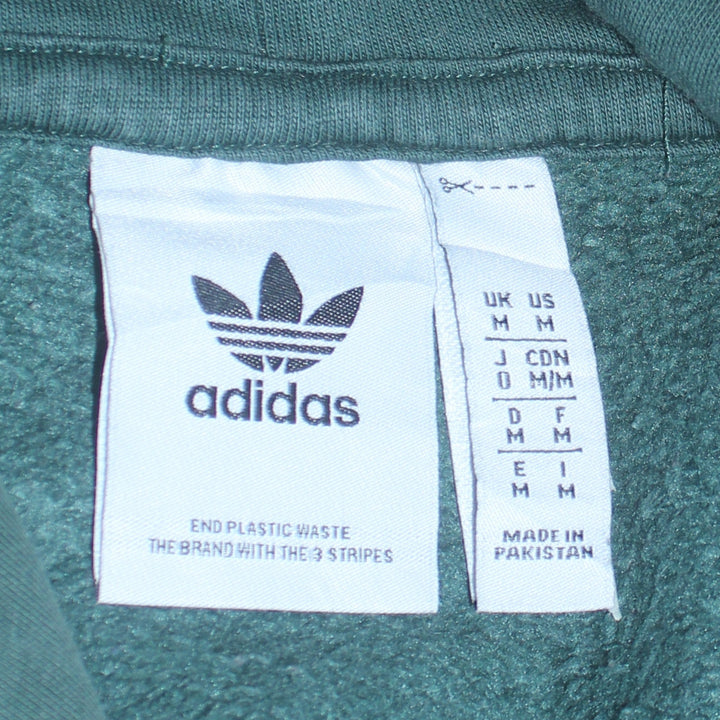 adidas
END PLASTIC WASTE
THE BRAND WITH THE 3 STRIPES
UK US
M M
J CDN
O M/M
D F
M M
E I
M M
MADE IN
PAKISTAN